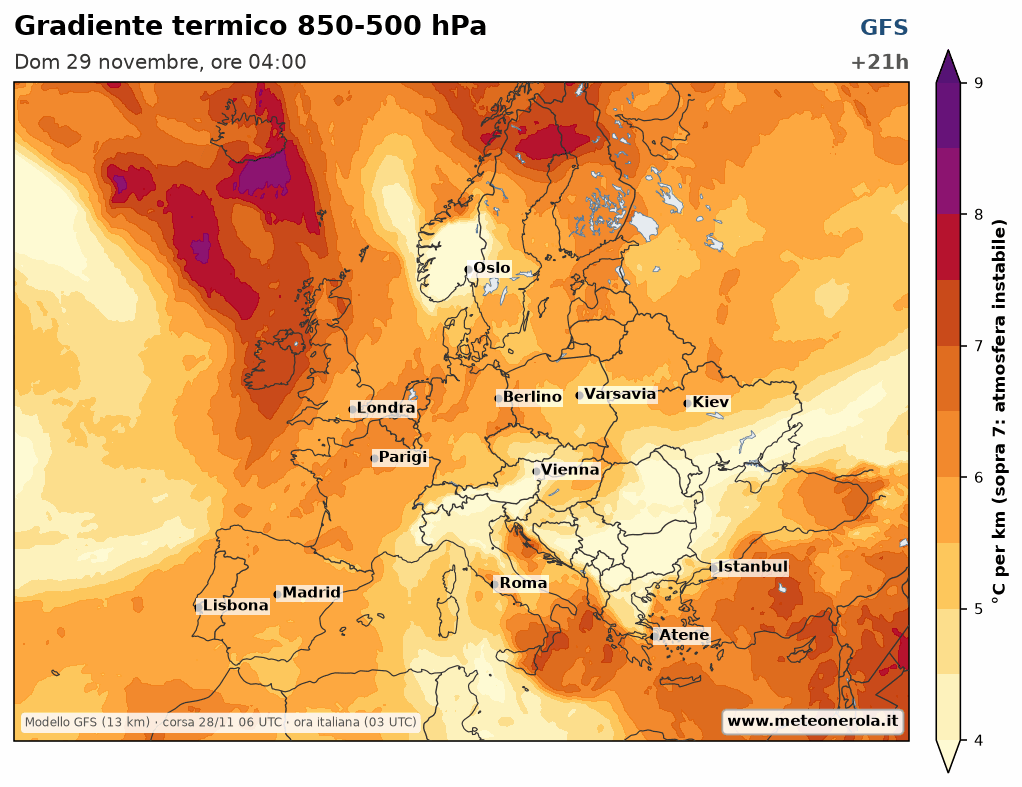 Gradiente termico 850-500 hPa
GFS
Dom 29 novembre, ore 04:00
+21h
9
8
7
6
5
4
°C per km (sopra 7: atmosfera instabile)
Oslo
Berlino
Varsavia
Kiev
Londra
Parigi
Vienna
Istanbul
Roma
Madrid
Lisbona
Atene
Modello GFS (13 km) · corsa 28/11 06 UTC · ora italiana (03 UTC)
www.meteonerola.it